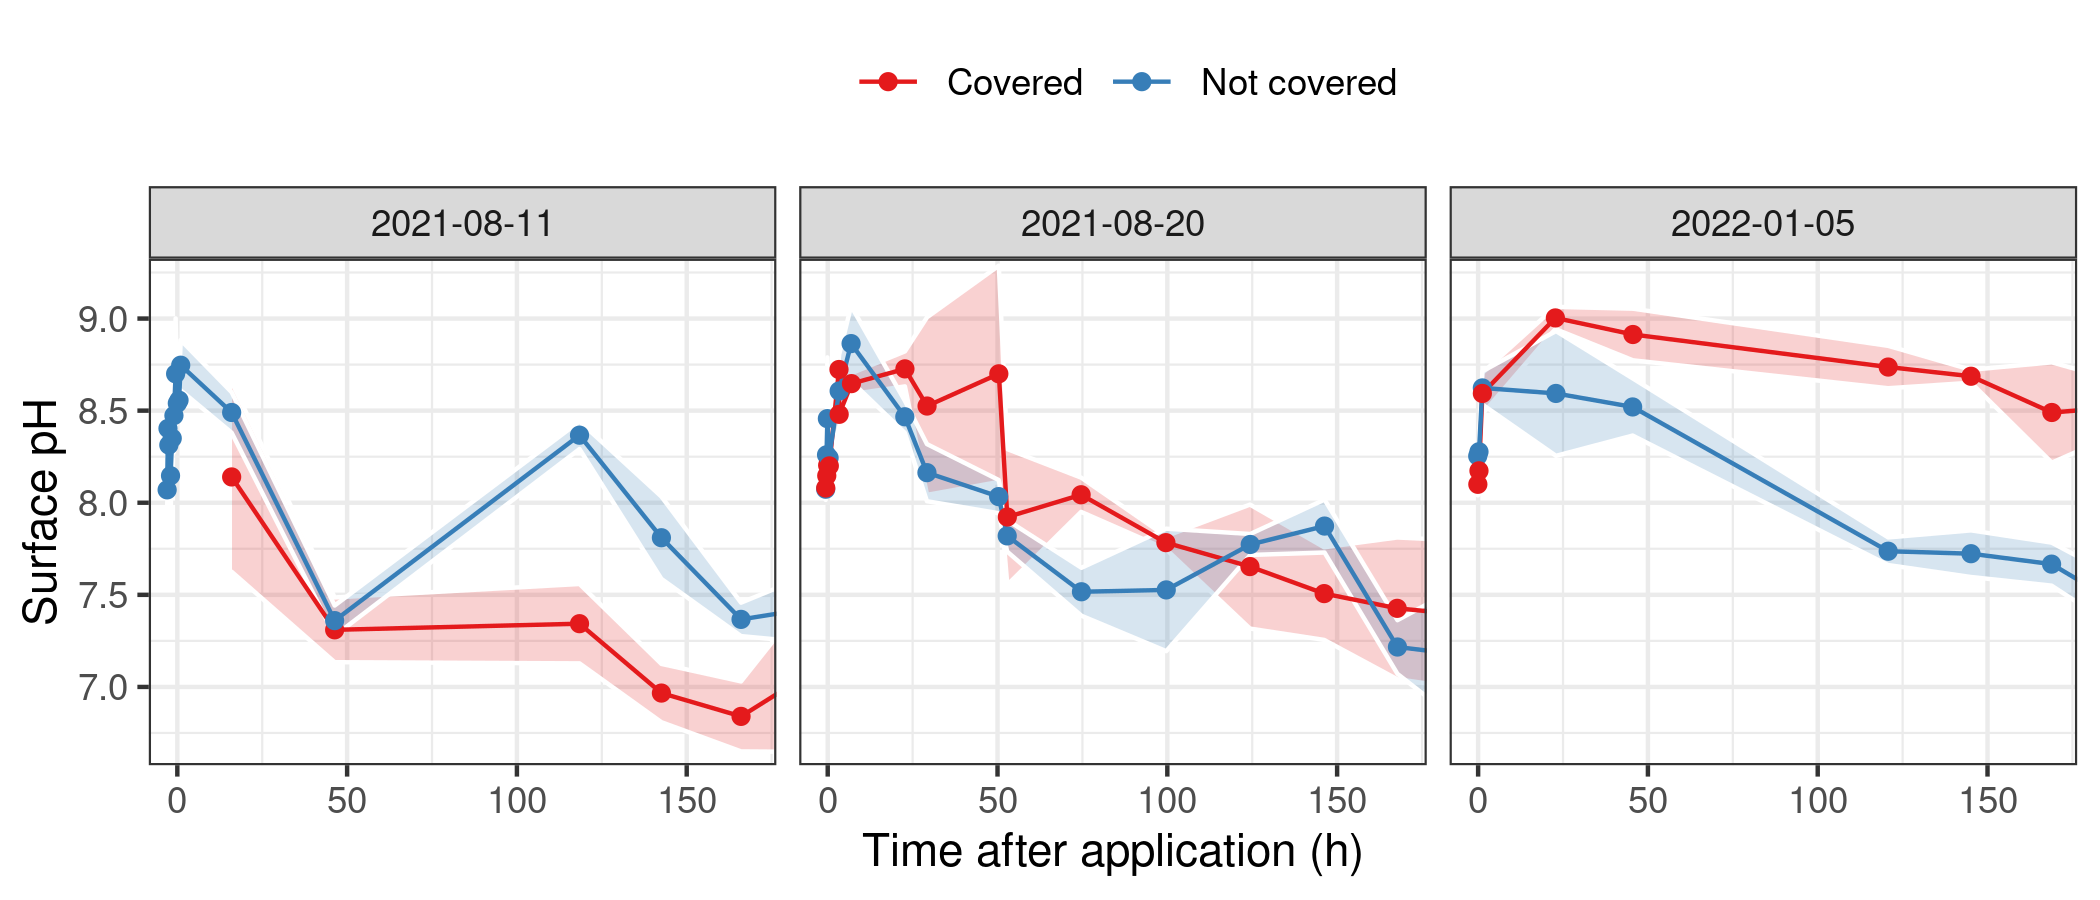 Covered Not covered
2021-08-11 2021-08-20 2022-01-05
Surface pH
9.0
8.5
8.0
7.5
7.0
0 50 100 150 0 50 100 150 0 50 100 150
Time after application (h)